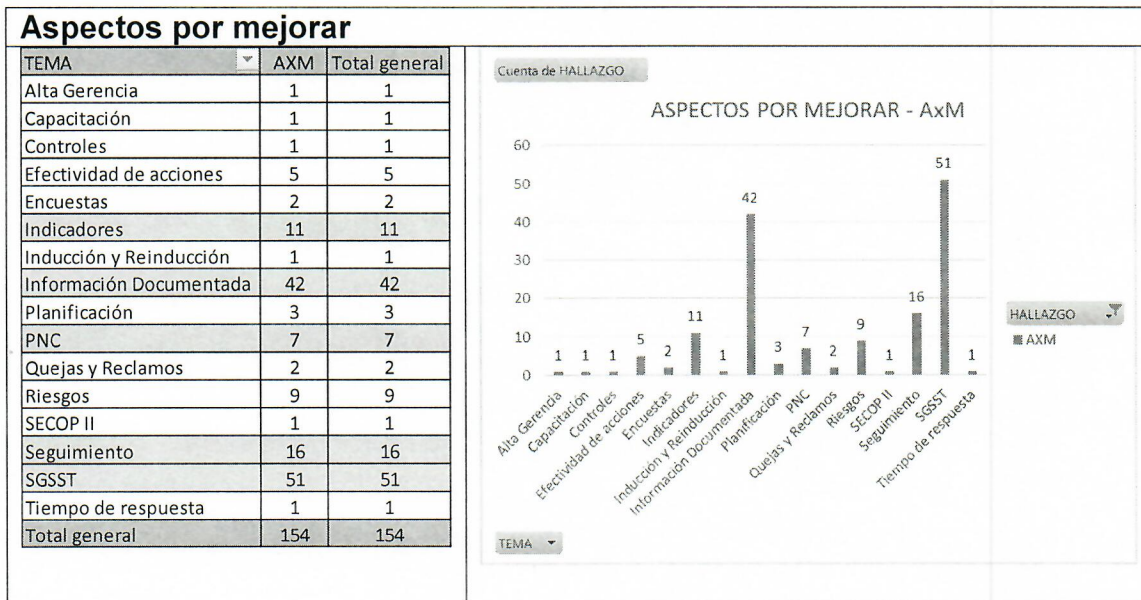 Aspectos por mejorar
TEMA AXM Total general
Alta Gerencia 1 1
Capacitación 1 1
Controles 1 1
Efectividad de acciones 5 5
Encuestas 2 2
Indicadores 11 11
Inducción y Reinducción 1 1
Información Documentada 42 42
Planificación 3 3
PNC 7 7
Quejas y Reclamos 2 2
Riesgos 9 9
SECOP II 1 1
Seguimiento 16 16
SGSST 51 51
Tiempo de respuesta 1 1
Total general 154 154
Cuenta de HALLAZGO
ASPECTOS POR MEJORAR - AxM
60
50
40
30
20
10
0
1 1 1 5 2 11 1 42 3 7 2 9 1 16 51 1
Alta Gerencia
Capacitación
Controles
Efectividad de acciones
Encuestas
Indicadores
Inducción y Reinducción
Información Documentada
Planificación
PNC
Quejas y Reclamos
Riesgos
SECOP II
Seguimiento
SGSST
Tiempo de respuesta
HALLAZGO
AXM
TEMA